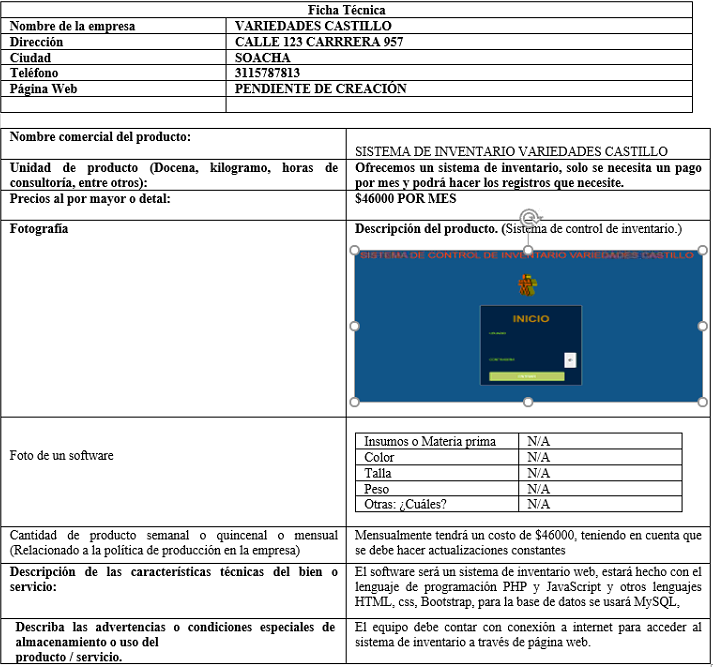 Ficha Técnica
Nombre de la empresa VARIEDADES CASTILLO
Dirección CALLE 123 CARRRERA 957
Ciudad SOACHA
Teléfono 3115787813
Página Web PENDIENTE DE CREACIÓN
Nombre comercial del producto:
SISTEMA DE INVENTARIO VARIEDADES CASTILLO
Unidad de producto (Docena, kilogramo, horas de
consultoría, entre otros):
Ofrecemos un sistema de inventario, solo se necesita un pago
por mes y podrá hacer los registros que necesite.
Precios al por mayor o detal: $46000 POR MES
Fotografía
Descripción del producto. (Sistema de control de inventario.)
SISTEMA DE CONTROL DE INVENTARIO VARIEDADES CASTILLO
INICIO
Foto de un software
Insumos o Materia prima N/A
Color N/A
Talla N/A
Peso N/A
Otras: ¿Cuáles? N/A
Cantidad de producto semanal o quincenal o mensual
(Relacionado a la política de producción en la empresa)
Mensualmente tendrá un costo de $46000, teniendo en cuenta que
se debe hacer actualizaciones constantes
Descripción de las características técnicas del bien o
servicio:
El software será un sistema de inventario web, estará hecho con el
lenguaje de programación PHP y JavaScript y otros lenguajes
HTML, css, Bootstrap, para la base de datos se usará MySQL,
Describa las advertencias o condiciones especiales de
almacenamiento o uso del
producto / servicio.
El equipo debe contar con conexión a internet para acceder al
sistema de inventario a través de página web.